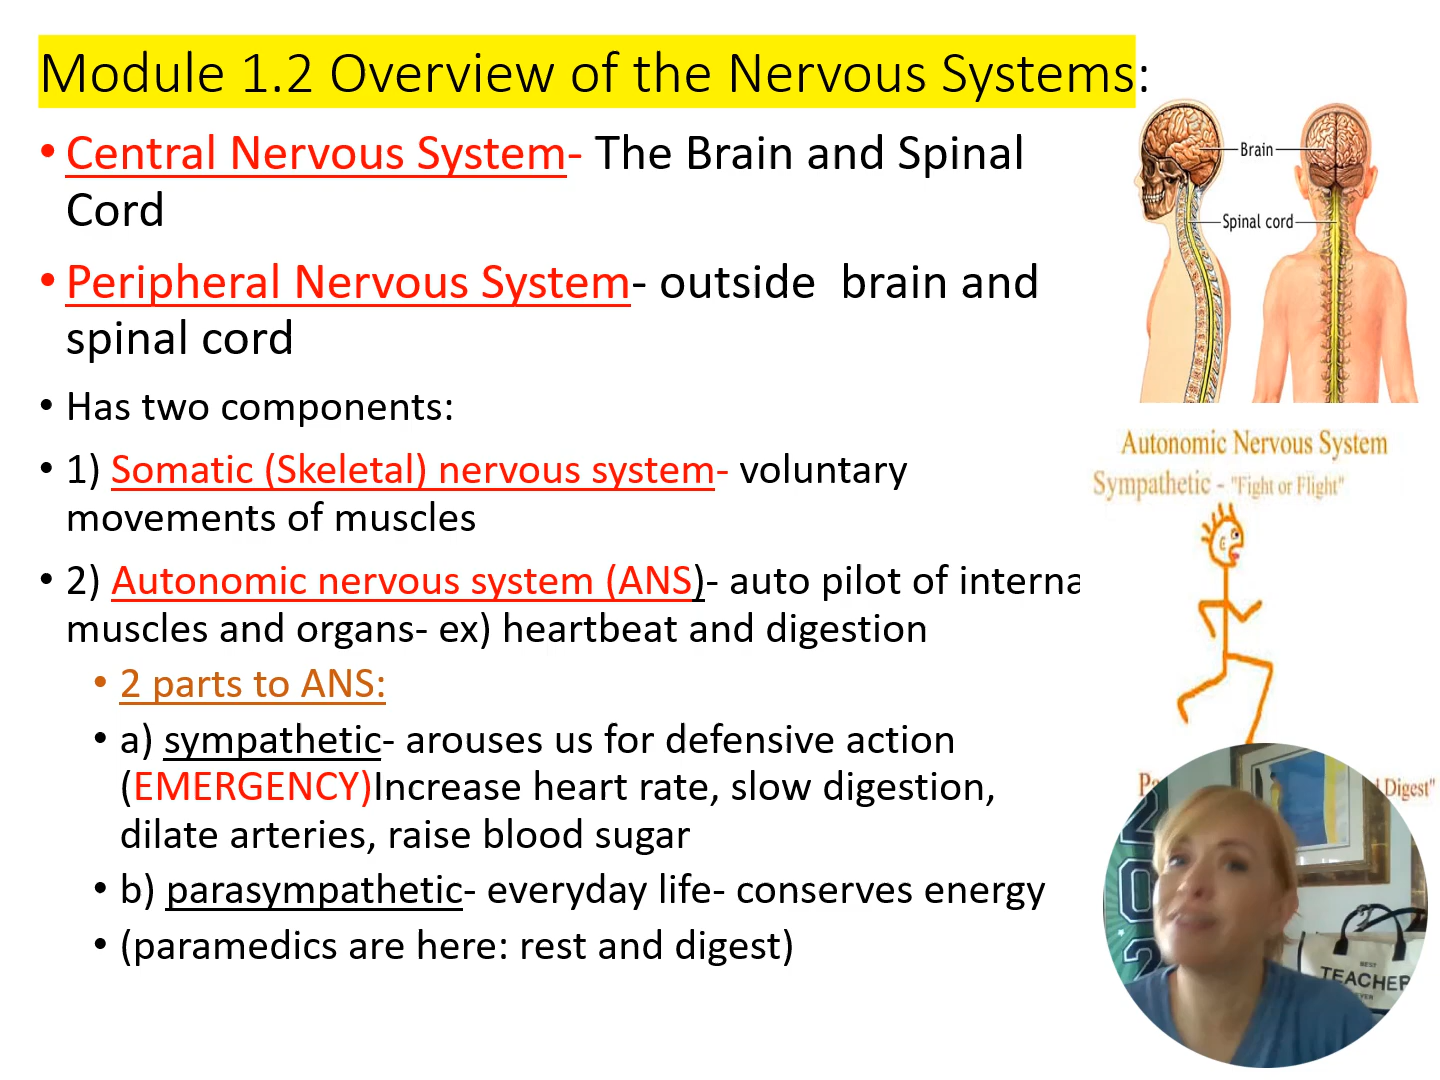 Module 1.2 Overview of the Nervous Systems:
• Central Nervous System- The Brain and Spinal
Cord
• Peripheral Nervous System- outside  brain and
spinal cord
• Has two components:
• 1) Somatic (Skeletal) nervous system- voluntary
movements of muscles
• 2) Autonomic nervous system (ANS)- auto pilot of interna
muscles and organs- ex) heartbeat and digestion
• 2 parts to ANS:
• a) sympathetic- arouses us for defensive action
(EMERGENCY)Increase heart rate, slow digestion,
dilate arteries, raise blood sugar
• b) parasympathetic- everyday life- conserves energy
• (paramedics are here: rest and digest)
Brain
Spinal cord
Autonomic Nervous System
Sympathetic - "Fight or Flight"
Digest"
202
BEST
TEACHER